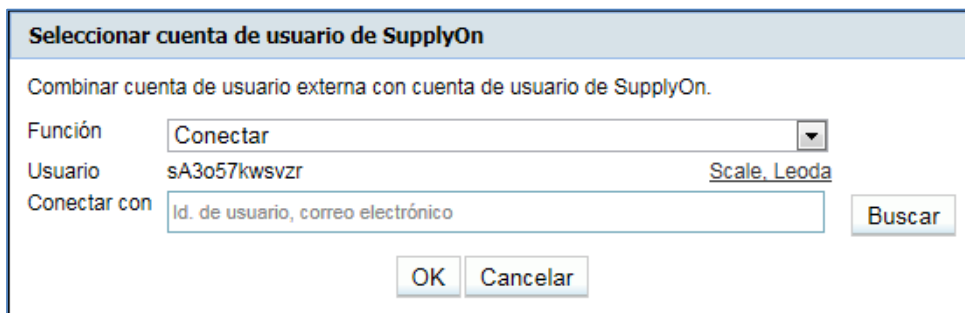 Seleccionar cuenta de usuario de SupplyOn
Combinar cuenta de usuario externa con cuenta de usuario de SupplyOn.
Función Conectar
Usuario sA3o57kwsvzr Scale, Leoda
Conectar con Id. de usuario, correo electrónico Buscar
OK Cancelar